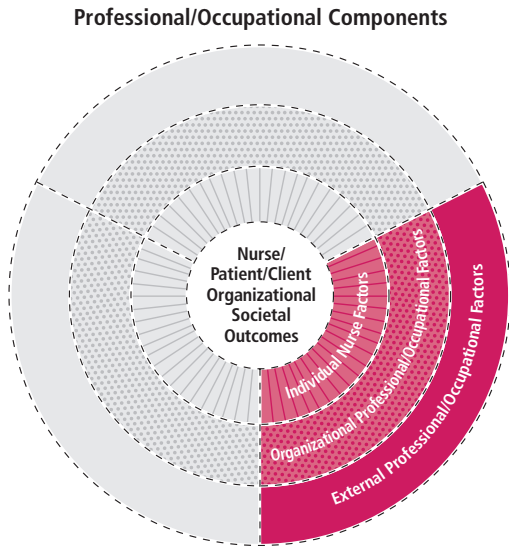 Professional/Occupational Components
Nurse/
Patient/Client
Organizational
Societal
Outcomes
Individual Nurse Factors
Organizational Professional/Occupational Factors
External Professional/Occupational Factors